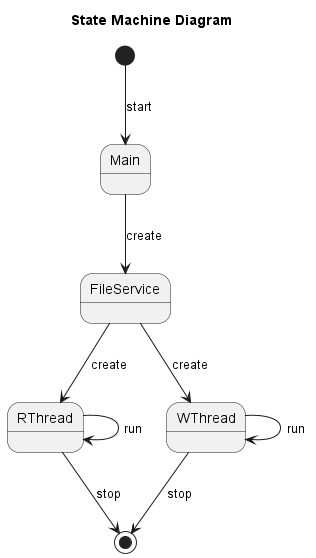 State Machine Diagram
start
Main
create
FileService
create
create
RThread
run
WThread
run
stop
stop